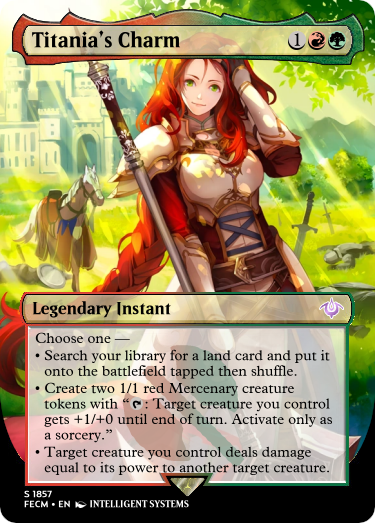 Titania's Charm 1
Legendary Instant
Choose one —
• Search your library for a land card and put it
onto the battlefield tapped then shuffle.
• Create two 1/1 red Mercenary creature
tokens with “: Target creature you control
gets +1/+0 until end of turn. Activate only as
a sorcery.”
• Target creature you control deals damage
equal to its power to another target creature.
S 1857
FECM • EN INTELLIGENT SYSTEMS